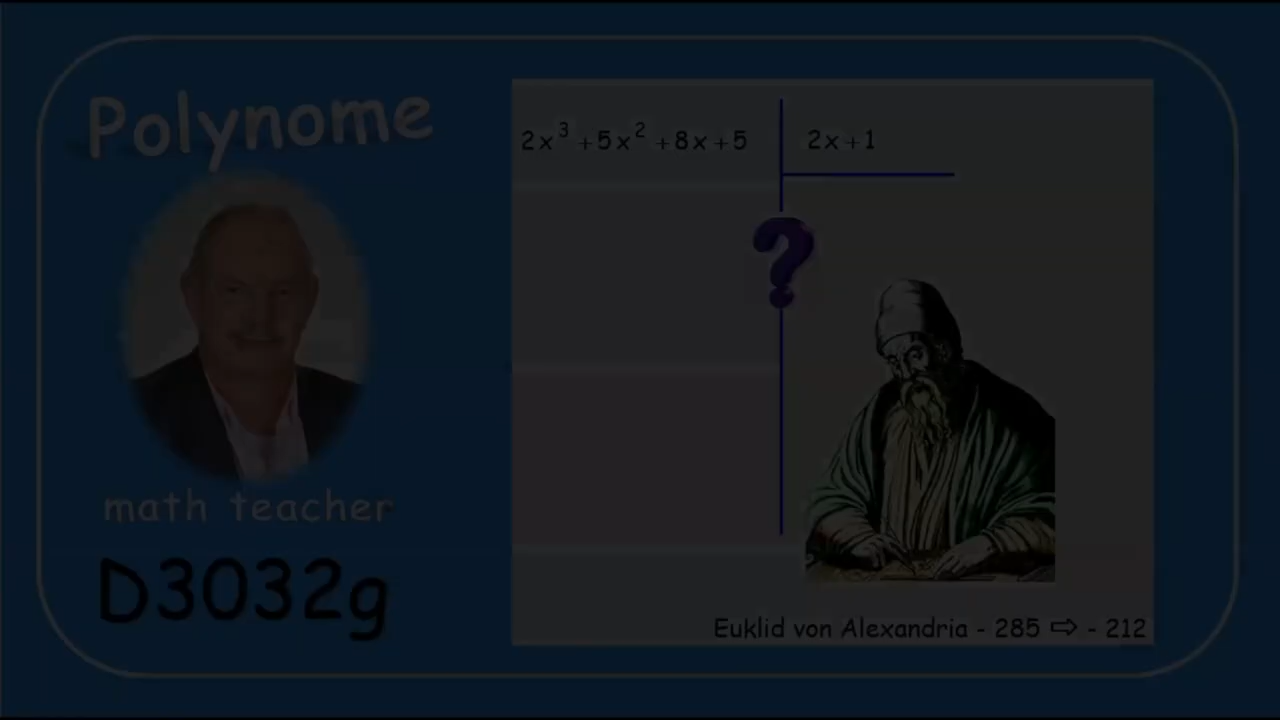 Polynome
math teacher
D3032g
2x³+5x²+8x+5
2x+1
?
Euklid von Alexandria - 285 ⇨ - 212